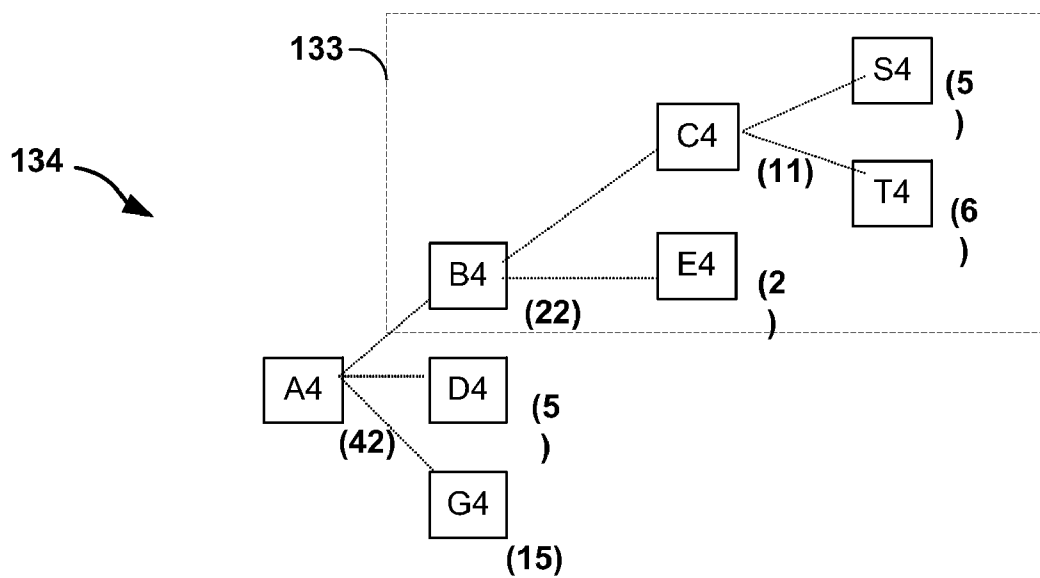 133
S4
(5
)
C4
134
(11)
T4
(6
)
B4
E4
(22)
(2
)
A4
D4
(5
)
(42)
G4
(15)